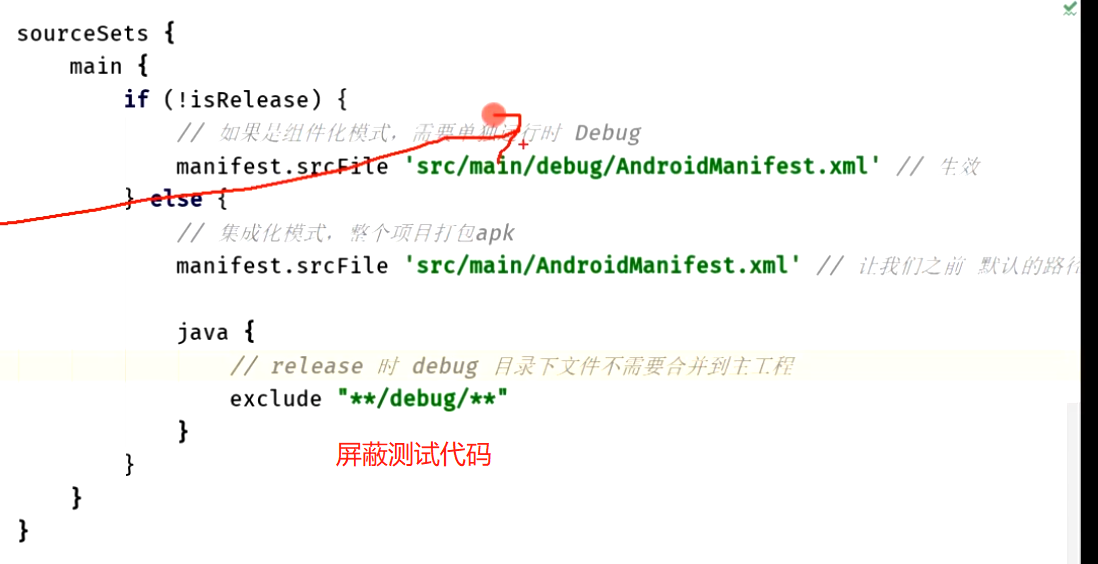 sourceSets {
main {
if (!isRelease) {
// 如果是组件化模式，需要单独运行时 Debug
manifest.srcFile 'src/main/debug/AndroidManifest.xml' // 生效
} else {
// 集成化模式，整个项目打包apk
manifest.srcFile 'src/main/AndroidManifest.xml' // 让我们之前 默认的路径
java {
// release 时 debug 目录下文件不需要合并到主工程
exclude "**/debug/**"
}
屏蔽测试代码
}
}
}